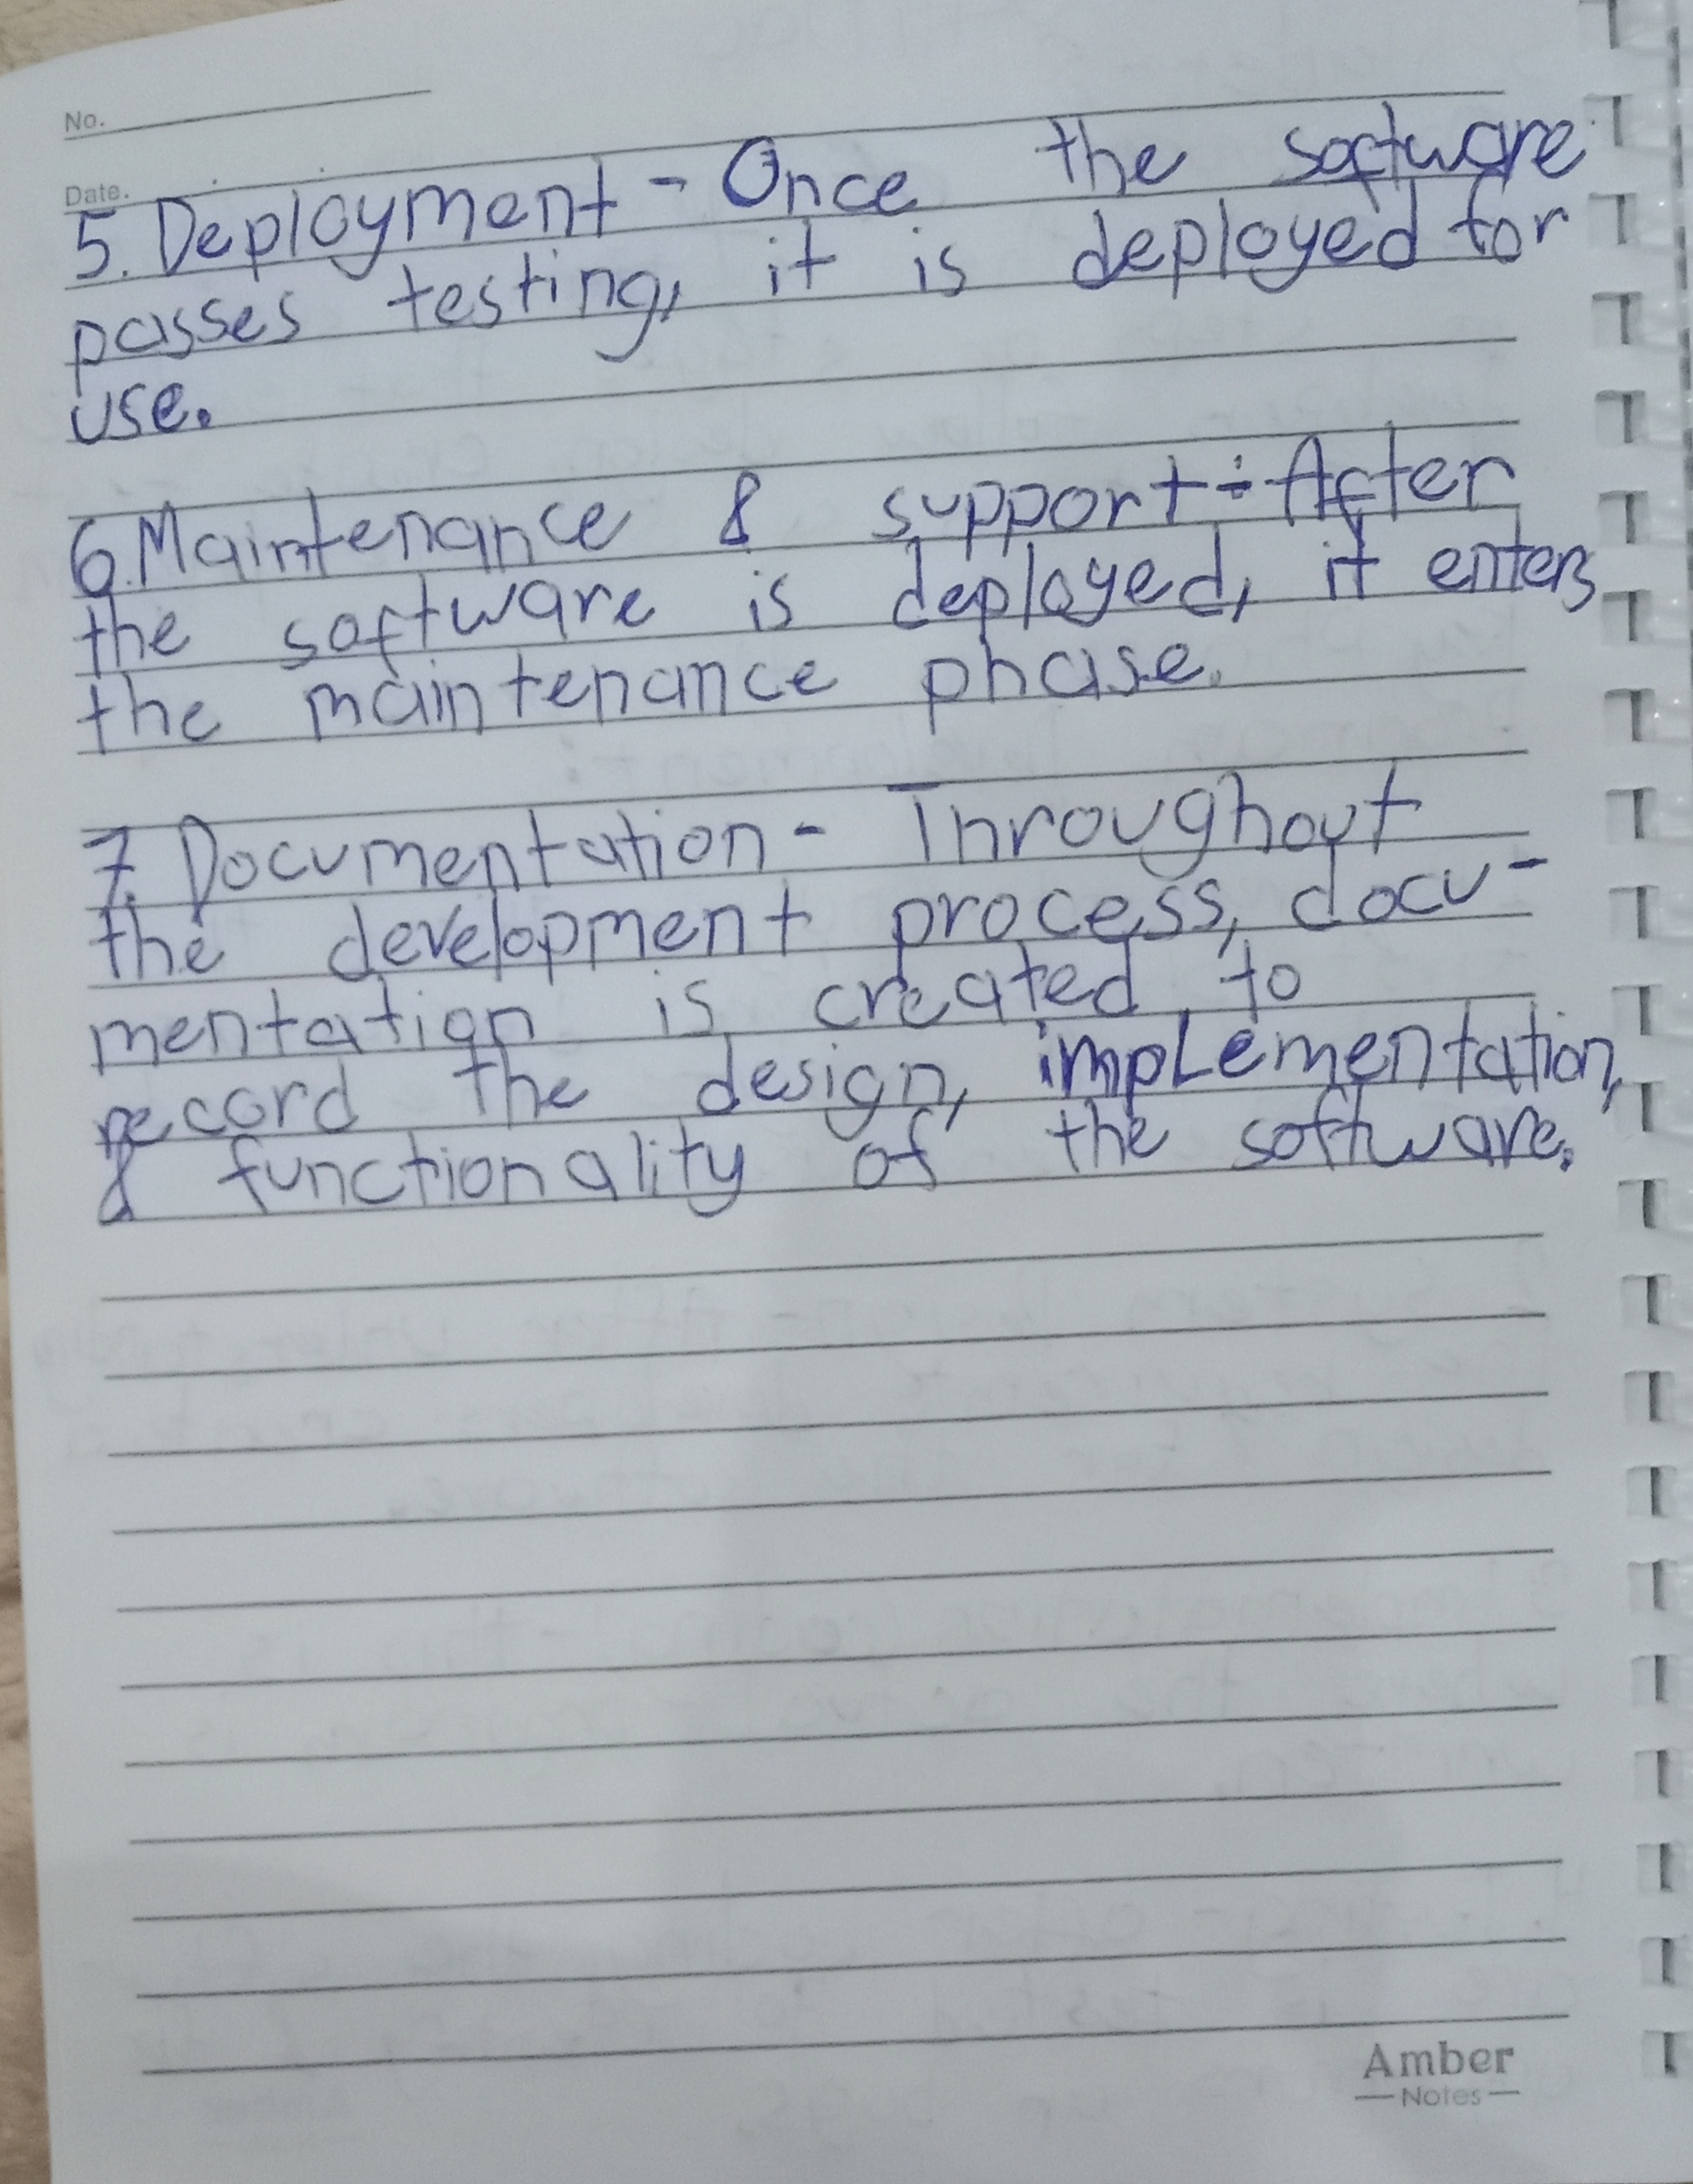 No.
Date.
5. Deployment - Once the software
passes testing, it is deployed for
use.
6. Maintenance & support ÷ After
the software is deployed, it enters
the maintenance phase.
7. Documentation - Throughout
the development process, docu-
mentation is created to
record the design, implementation,
& functionality of the software.
Amber
Notes